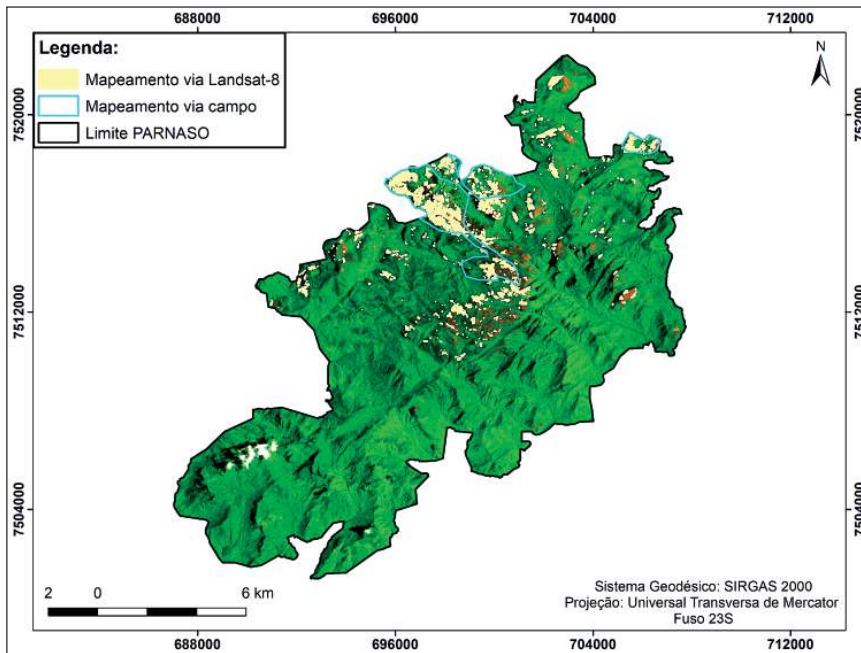 688000 696000 704000 712000
Legenda:
Mapeamento via Landsat-8
Mapeamento via campo
Limite PARNASO
N
7520000 7520000
7512000 7512000
7504000 7504000
2 0 6 km
Sistema Geodésico: SIRGAS 2000
Projeção: Universal Transversa de Mercator
Fuso 23S
688000 696000 704000 712000